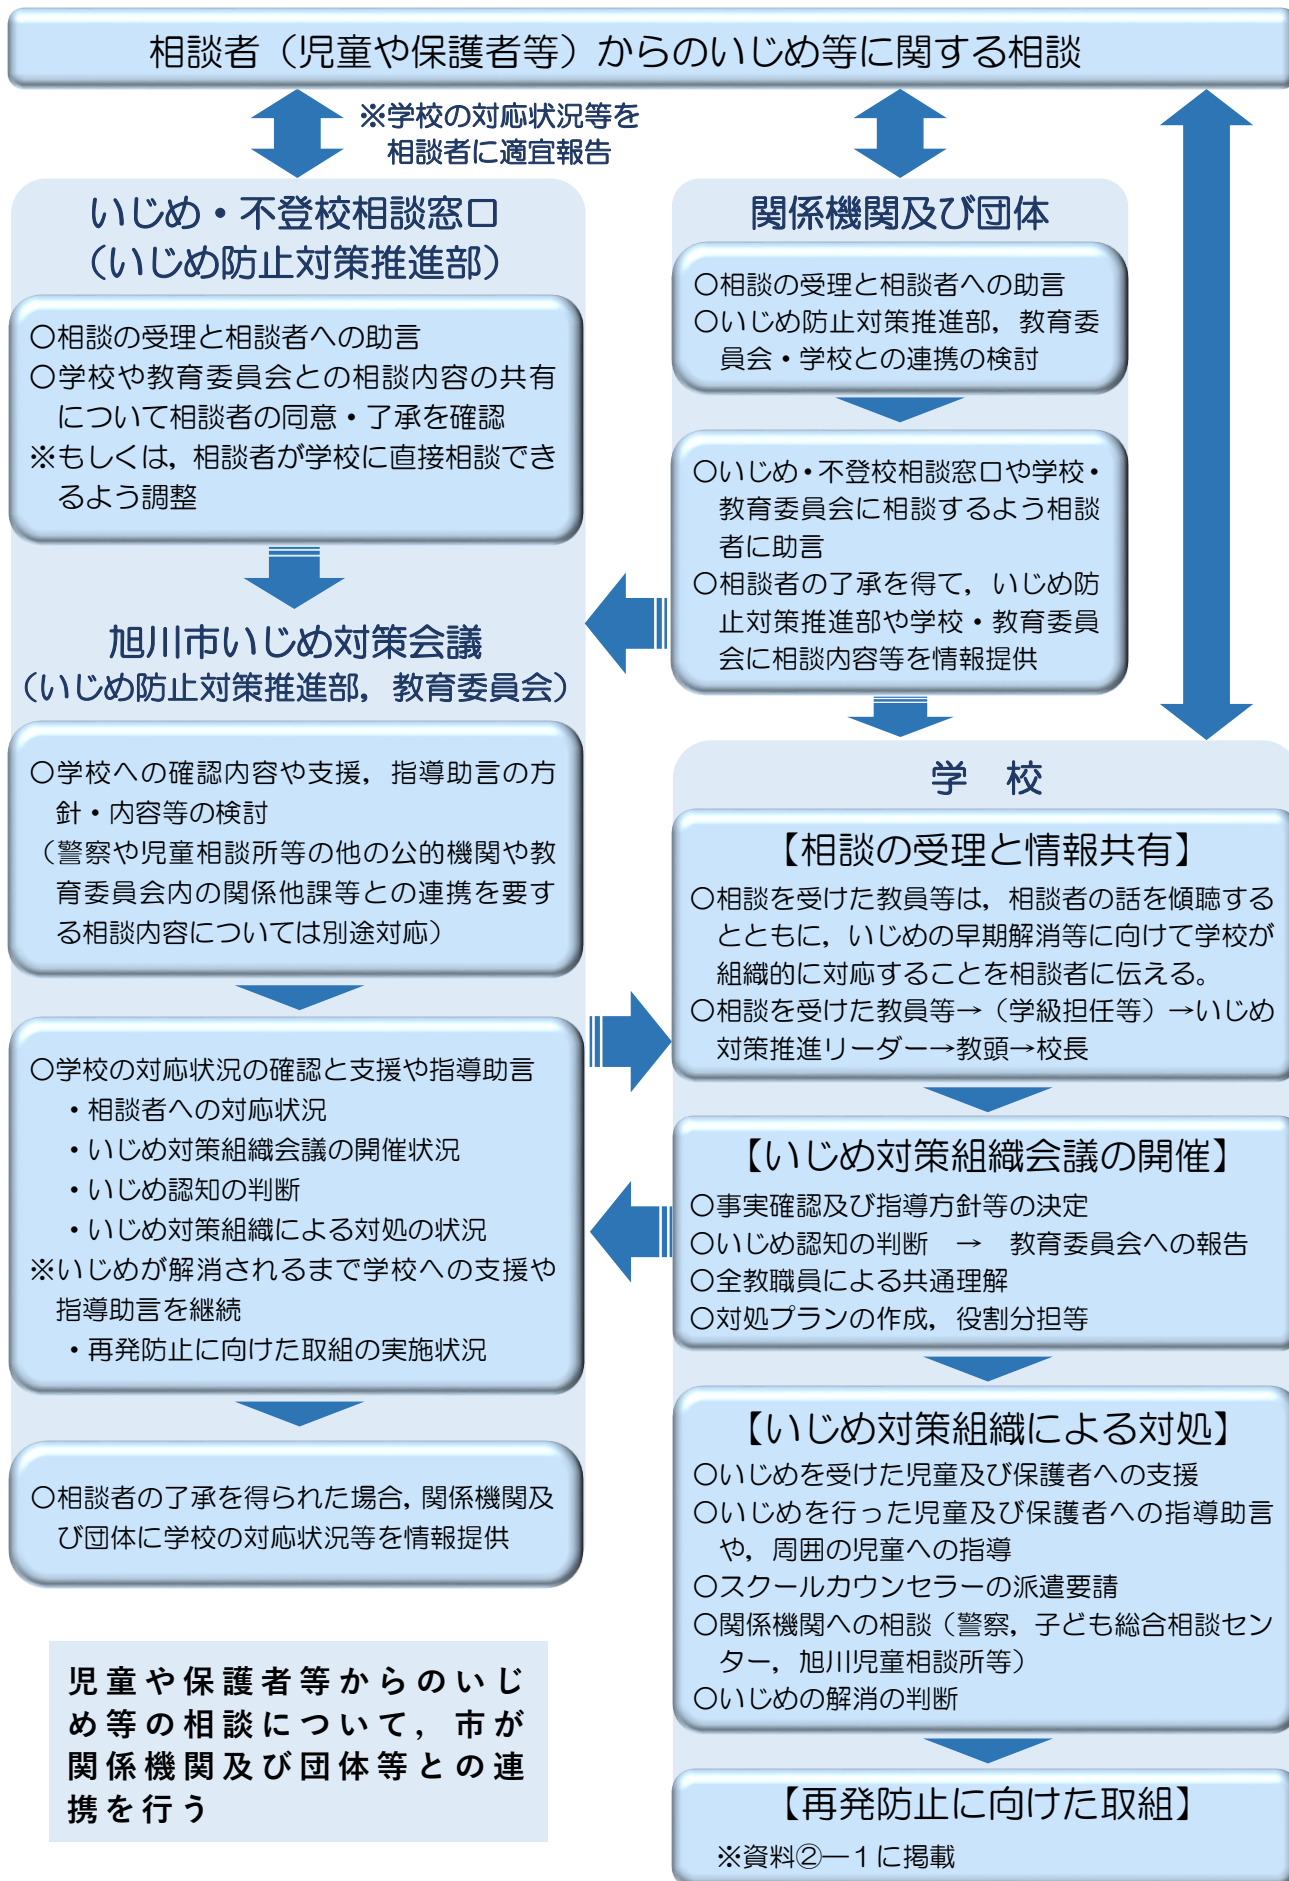 相談者（児童や保護者等）からのいじめ等に関する相談
※学校の対応状況等を
相談者に適宜報告
いじめ・不登校相談窓口
（いじめ防止対策推進部）
○相談の受理と相談者への助言
○学校や教育委員会との相談内容の共有
について相談者の同意・了承を確認
※もしくは，相談者が学校に直接相談でき
るよう調整
旭川市いじめ対策会議
（いじめ防止対策推進部，教育委員会）
○学校への確認内容や支援，指導助言の方
針・内容等の検討
（警察や児童相談所等の他の公的機関や教
育委員会内の関係他課等との連携を要す
る相談内容については別途対応）
○学校の対応状況の確認と支援や指導助言
・相談者への対応状況
・いじめ対策組織会議の開催状況
・いじめ認知の判断
・いじめ対策組織による対処の状況
※いじめが解消されるまで学校への支援や
指導助言を継続
・再発防止に向けた取組の実施状況
○相談者の了承を得られた場合，関係機関及
び団体に学校の対応状況等を情報提供
児童や保護者等からのいじ
め等の相談について，市が
関係機関及び団体等との連
携を行う
関係機関及び団体
○相談の受理と相談者への助言
○いじめ防止対策推進部，教育委
員会・学校との連携の検討
○いじめ・不登校相談窓口や学校・
教育委員会に相談するよう相談
者に助言
○相談者の了承を得て，いじめ防
止対策推進部や学校・教育委員
会に相談内容等を情報提供
学　校
【相談の受理と情報共有】
○相談を受けた教員等は，相談者の話を傾聴する
とともに，いじめの早期解消等に向けて学校が
組織的に対応することを相談者に伝える。
○相談を受けた教員等→（学級担任等）→いじめ
対策推進リーダー→教頭→校長
【いじめ対策組織会議の開催】
○事実確認及び指導方針等の決定
○いじめ認知の判断　→　教育委員会への報告
○全教職員による共通理解
○対処プランの作成，役割分担等
【いじめ対策組織による対処】
○いじめを受けた児童及び保護者への支援
○いじめを行った児童及び保護者への指導助言
や，周囲の児童への指導
○スクールカウンセラーの派遣要請
○関係機関への相談（警察，子ども総合相談セン
ター，旭川児童相談所等）
○いじめの解消の判断
【再発防止に向けた取組】
※資料②―１に掲載